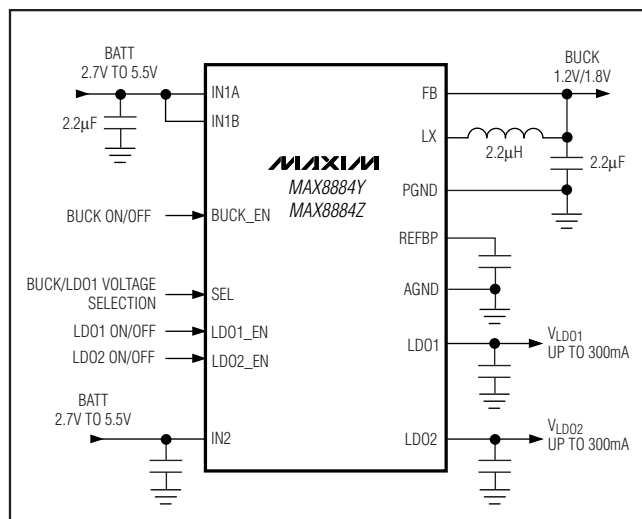 BATT
2.7V TO 5.5V
2.2μF
IN1A
IN1B
MAXIM
MAX8884Y
MAX8884Z
BUCK ON/OFF
BUCK_EN
BUCK/LDO1 VOLTAGE
SELECTION
SEL
LDO1 ON/OFF
LDO1_EN
LDO2 ON/OFF
LDO2_EN
BATT
2.7V TO 5.5V
IN2
FB
BUCK
1.2V/1.8V
LX
2.2μH
2.2μF
PGND
REFBP
AGND
LDO1
VLDO1
UP TO 300mA
LDO2
VLDO2
UP TO 300mA